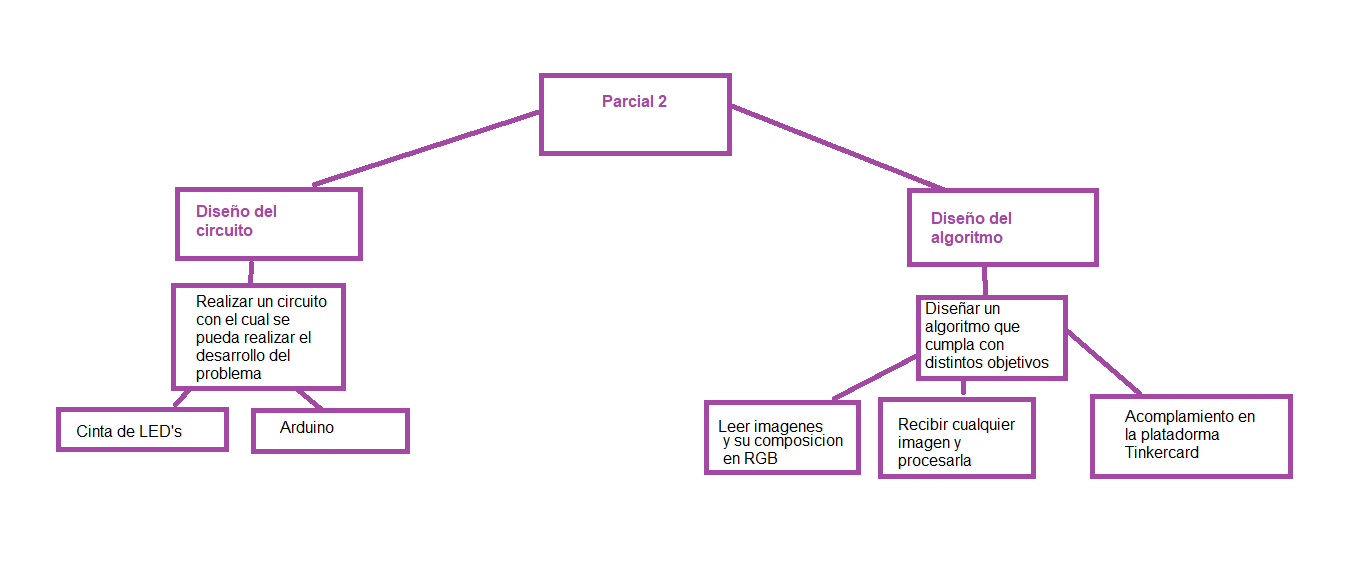 Parcial 2
Diseño del
circuito
Diseño del
algoritmo
Realizar un circuito
con el cual se
pueda realizar el
desarrollo del
problema
Diseñar un
algoritmo que
cumpla con
distintos objetivos
Cinta de LED's
Arduino
Leer imagenes
y su composicion
en RGB
Recibir cualquier
imagen y
procesarla
Acomplamiento en
la platadorma
Tinkercard